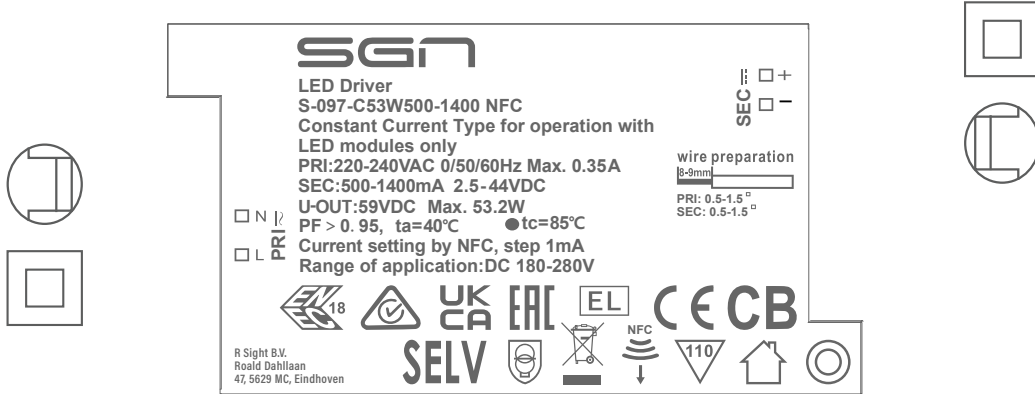 SGN
LED Driver
S-097-C53W500-1400 NFC
Constant Current Type for operation with
LED modules only
PRI:220-240VAC 0/50/60Hz Max. 0.35A
SEC:500-1400mA 2.5-44VDC
U-OUT:59VDC Max. 53.2W
PF > 0.95, ta=40℃ ●tc=85℃
Current setting by NFC, step 1mA
Range of application:DC 180-280V
SEC
+
-
wire preparation
8-9mm
PRI: 0.5-1.5 □
SEC: 0.5-1.5 □
N
L
PRI ~
ENEC 18
UK CA
EAC
EL
CE
CB
R Sight B.V.
Roald Dahllaan
47, 5629 MC, Eindhoven
SELV
NFC
110